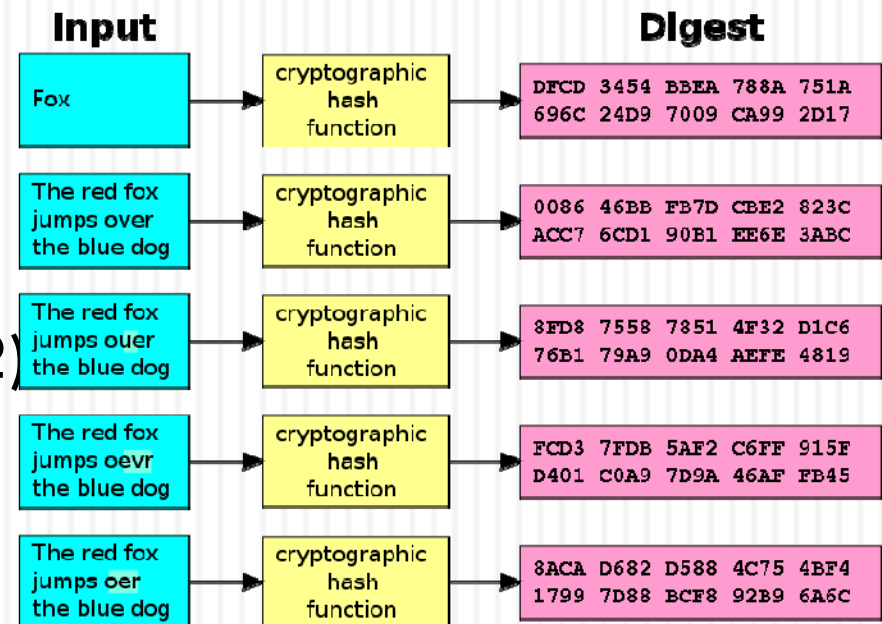 Input
Digest
Fox
cryptographic
hash
function
DFCD 3454 BBEA 788A 751A
696C 24D9 7009 CA99 2D17
The red fox
jumps over
the blue dog
cryptographic
hash
function
0086 46BB FB7D CBE2 823C
ACC7 6CD1 90B1 EE6E 3ABC
2)
The red fox
jumps ouer
the blue dog
cryptographic
hash
function
8FD8 7558 7851 4F32 D1C6
76B1 79A9 0DA4 AEFE 4819
The red fox
jumps oevr
the blue dog
cryptographic
hash
function
FCD3 7FDB 5AF2 C6FF 915F
D401 C0A9 7D9A 46AF FB45
The red fox
jumps oer
the blue dog
cryptographic
hash
function
8ACA D682 D588 4C75 4BF4
1799 7D88 BCF8 92B9 6A6C